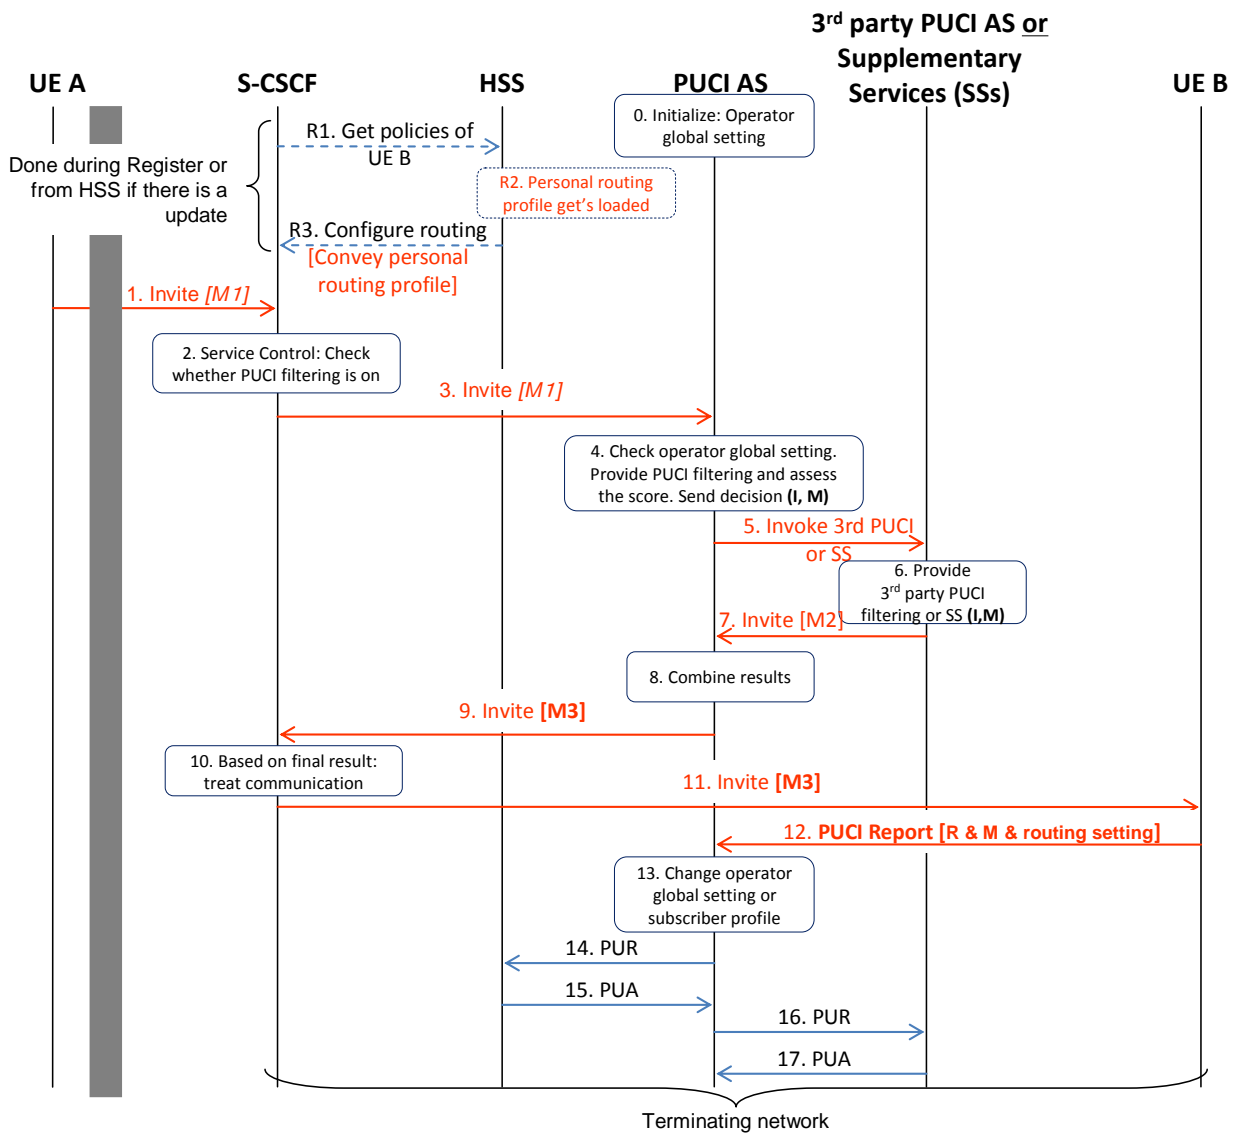 3rd party PUCI AS or
Supplementary
Services (SSs)
UE A
S-CSCF
HSS
PUCI AS
UE B
0. Initialize: Operator
global setting
R1. Get policies of
UE B
Done during Register or
from HSS if there is a
update
R2. Personal routing
profile get's loaded
R3. Configure routing
[Convey personal
routing profile]
1. Invite [M1]
2. Service Control: Check
whether PUCI filtering is on
3. Invite [M1]
4. Check operator global setting.
Provide PUCI filtering and assess
the score. Send decision (I, M)
5. Invoke 3rd PUCI
or SS
6. Provide
3rd party PUCI
filtering or SS (I,M)
7. Invite [M2]
8. Combine results
9. Invite [M3]
10. Based on final result:
treat communication
11. Invite [M3]
12. PUCI Report [R & M & routing setting]
13. Change operator
global setting or
subscriber profile
14. PUR
15. PUA
16. PUR
17. PUA
Terminating network